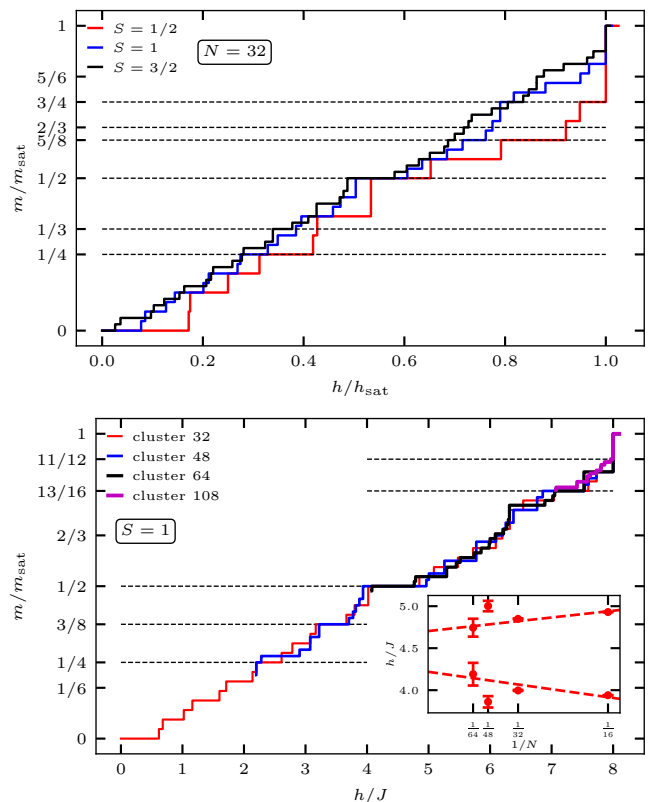 1
5/6
3/4
2/3
5/8
1/2
1/3
1/4
0
m/m_sat
S = 1/2
S = 1
S = 3/2
N = 32
0.0 0.2 0.4 0.6 0.8 1.0
h/h_sat
1
11/12
13/16
2/3
1/2
3/8
1/4
1/6
0
m/m_sat
cluster 32
cluster 48
cluster 64
cluster 108
S = 1
5.0
4.0
h/J
1/64 1/48 1/32 1/16
1/N
0 1 2 3 4 5 6 7 8
h/J